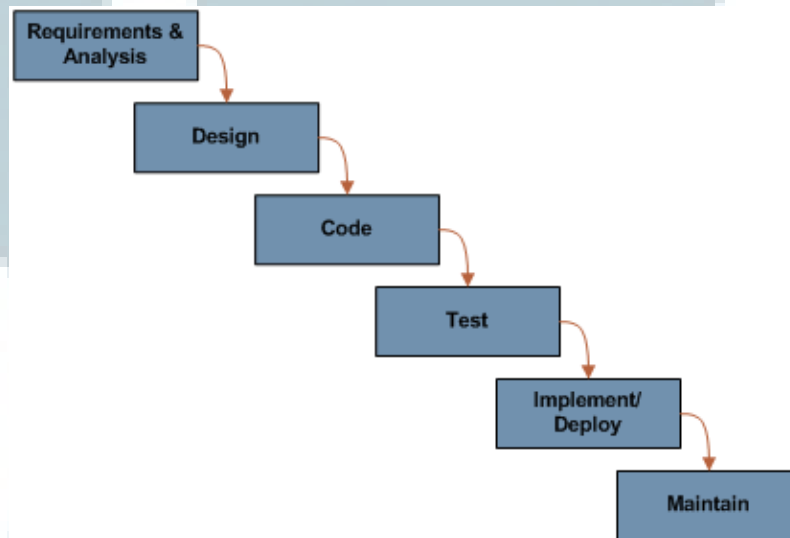 Requirements &
Analysis
Design
Code
Test
Implement/
Deploy
Maintain